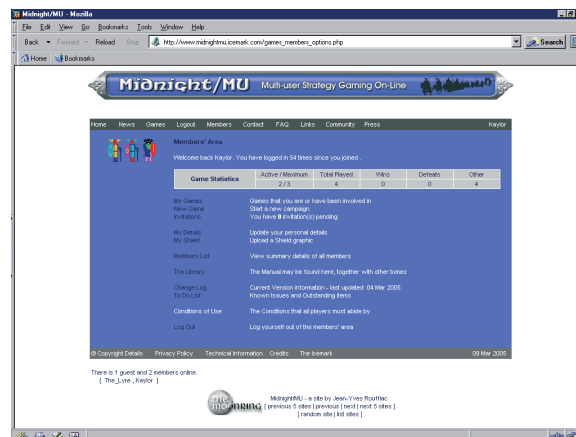 Midnight/MU - Mozilla
File Edit View Go Bookmarks Tools Window Help
Back Forward Reload Stop http://www.midnightmu.icemark.com/games_members_options.php Search
Home Bookmarks
Midnight/MU Multi-user Strategy Gaming On-Line
Home News Games Logout Members Contact FAQ Links Community Press Kaylor
Members' Area
Welcome back Kaylor. You have logged in 54 times since you joined .
Game Statistics Active / Maximum Total Played Wins Defeats Other
2 / 3 4 0 0 4
My Games Games that you are or have been involved in
New Game Start a new campaign
Invitations You have 0 invitation(s) pending
My Details Update your personal details
My Shield Upload a Shield graphic
Members List View summary details of all members
The Library The Manual may be found here, together with other tomes
Change Log Current Version information - last updated: 04 Mar 2005
To Do List Known Issues and Outstanding items
Conditions of Use The Conditions that all players must abide by
Log Out Log yourself out of the members' area
© Copyright Details Privacy Policy Technical Information Credits The Icemark 09 Mar 2005
There is 1 guest and 2 members online.
[ The_Lyre , Kaylor ]
the moonring
MidnightMU - a site by Jean-Yves Rouffiac
[ previous 5 sites | previous | next | next 5 sites ]
[ random site | list sites ]